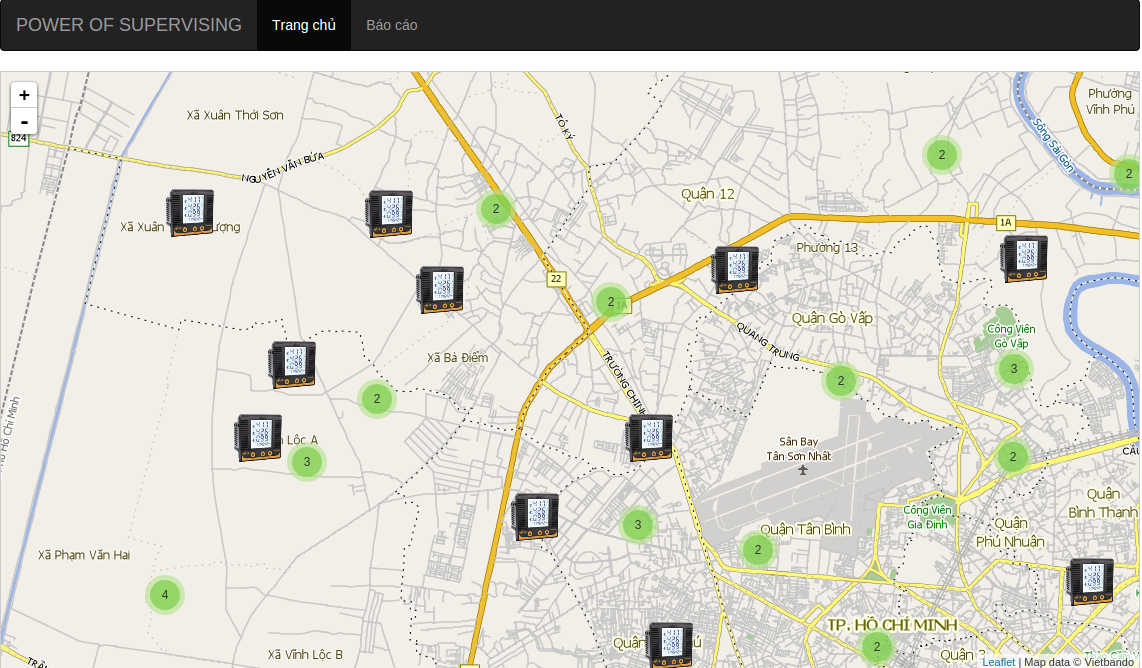 POWER OF SUPERVISING Trang chủ Báo cáo
+
-
824
Xã Xuân Thới Sơn
NGUYỄN VĂN BỨA
TÔ KÝ
Phường
Vĩnh Phú
Sông Sài Gòn
2
2
Quận 12
2
Xã Xuân
ượng
1A
Phường 13
22
2
1A
Quận Gò Vấp
Công Viên
Gò Vấp
QUANG TRUNG
Xã Bà Điểm
TRƯỜNG CHINH
3
2
2
Hồ Chí Minh
Lộc A
3
Sân Bay
Tân Sơn Nhất
2
Quận
Bình Thạnh
Công Viên
Gia Định
3
Quận Tân Bình
Quận
Phú Nhuận
2
Xã Phạm Văn Hai
4
TP. HỒ CHÍ MINH
Quận
2
Quận 3
Xã Vĩnh Lộc B
Leaflet | Map data © Vietbando